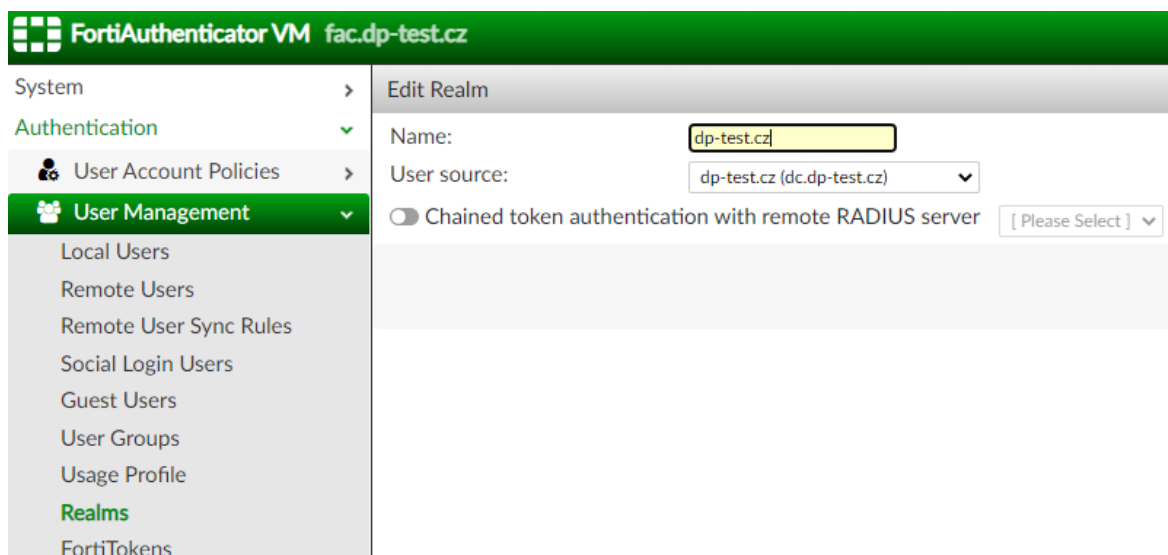 FortiAuthenticator VM fac.dp-test.cz
System
Authentication
User Account Policies
User Management
Local Users
Remote Users
Remote User Sync Rules
Social Login Users
Guest Users
User Groups
Usage Profile
Realms
FortiTokens
Edit Realm
Name: dp-test.cz
User source: dp-test.cz (dc.dp-test.cz)
Chained token authentication with remote RADIUS server [ Please Select ]